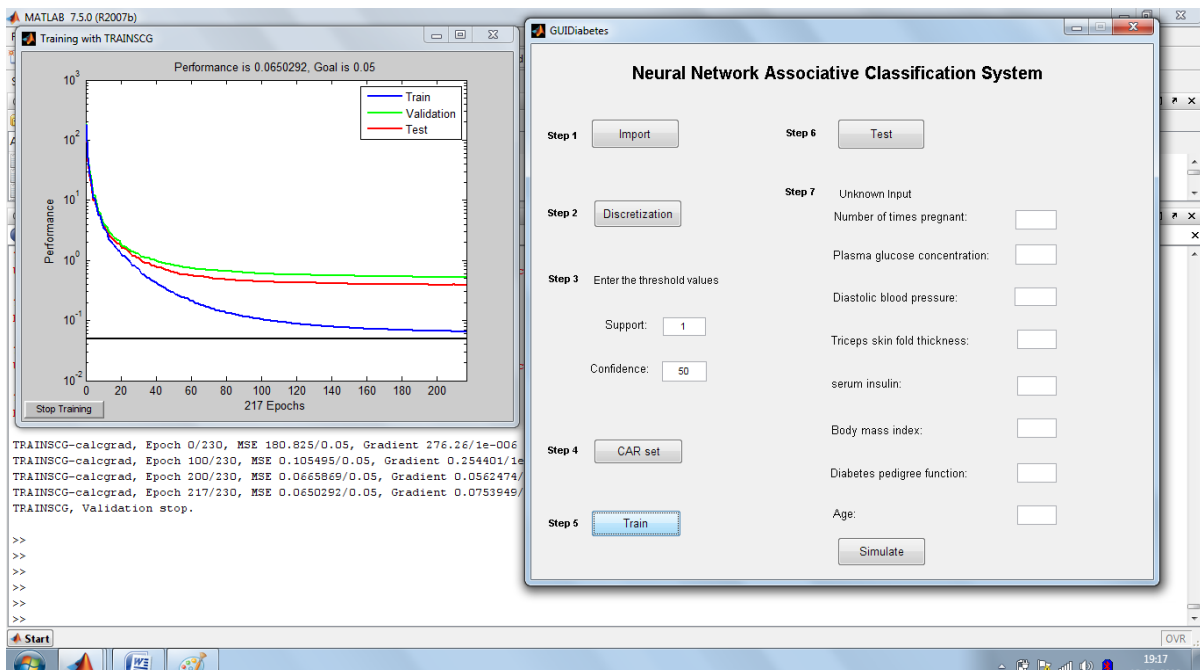 MATLAB 7.5.0 (R2007b)
Training with TRAINSCG
Performance is 0.0650292, Goal is 0.05
Train
Validation
Test
Performance
10^3
10^2
10^1
10^0
10^-1
10^-2
0 20 40 60 80 100 120 140 160 180 200
217 Epochs
Stop Training
TRAINSCG-calcgrad, Epoch 0/230, MSE 180.825/0.05, Gradient 276.26/1e-006
TRAINSCG-calcgrad, Epoch 100/230, MSE 0.105495/0.05, Gradient 0.254401/1e
TRAINSCG-calcgrad, Epoch 200/230, MSE 0.0665869/0.05, Gradient 0.0562474/
TRAINSCG-calcgrad, Epoch 217/230, MSE 0.0650292/0.05, Gradient 0.0753949/
TRAINSCG, Validation stop.
>>
>>
>>
>>
>>
>>
GUIDiabetes
Neural Network Associative Classification System
Step 1 Import
Step 2 Discretization
Step 3 Enter the threshold values
Support: 1
Confidence: 50
Step 4 CAR set
Step 5 Train
Step 6 Test
Step 7 Unknown Input
Number of times pregnant:
Plasma glucose concentration:
Diastolic blood pressure:
Triceps skin fold thickness:
serum insulin:
Body mass index:
Diabetes pedigree function:
Age:
Simulate
Start
OVR
19:17